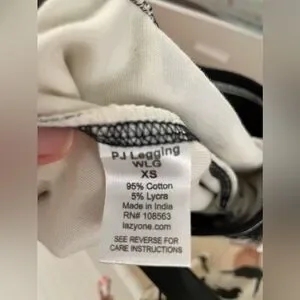 PJ Legging
WLG
XS
95% Cotton
5% Lycra
Made in India
RN# 108563
lazyone.com
SEE REVERSE FOR
CARE INSTRUCTIONS